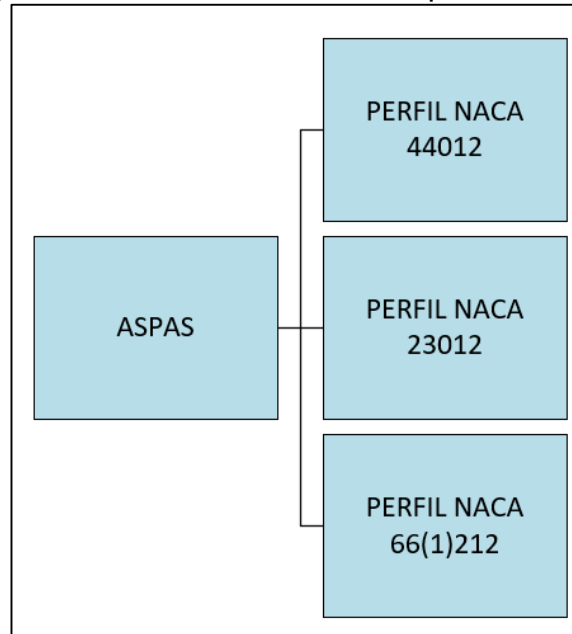 ASPAS
PERFIL NACA
44012
PERFIL NACA
23012
PERFIL NACA
66(1)212